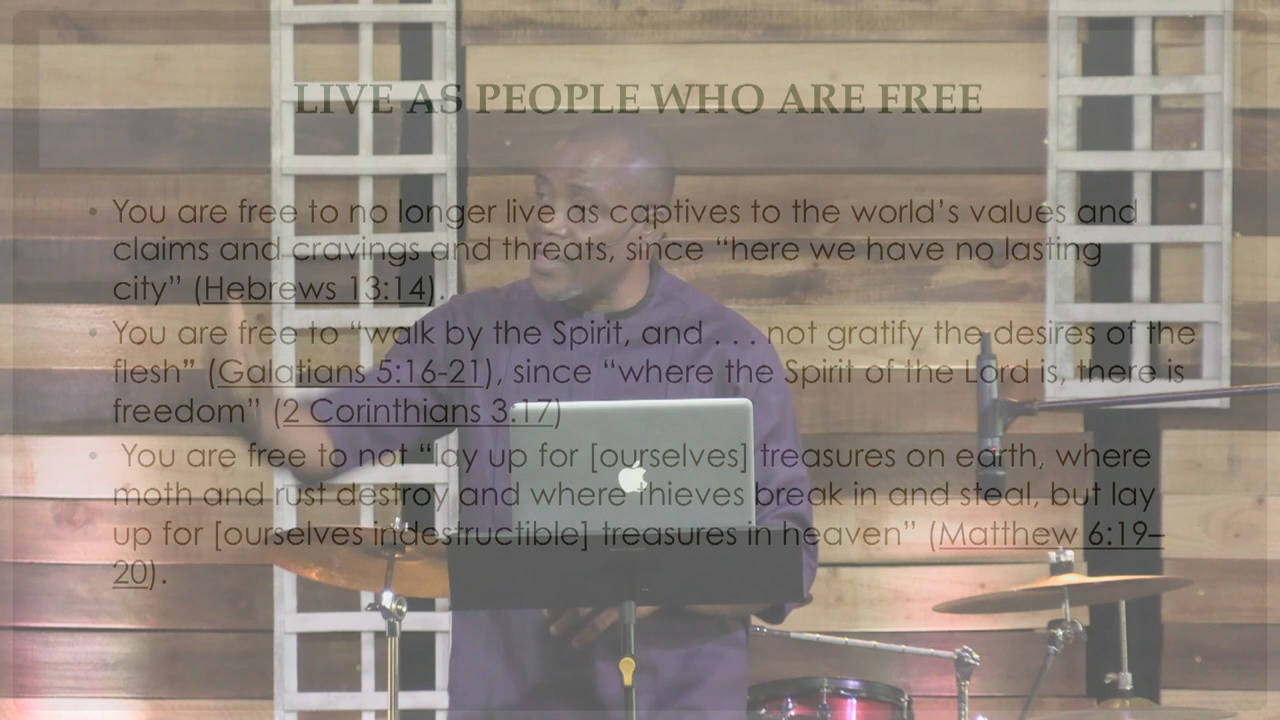 LIVE AS PEOPLE WHO ARE FREE
• You are free to no longer live as captives to the world’s values and
claims and cravings and threats, since “here we have no lasting
city” (Hebrews 13:14).
• You are free to “walk by the Spirit, and . . . not gratify the desires of the
flesh” (Galatians 5:16-21), since “where the Spirit of the Lord is, there is
freedom” (2 Corinthians 3:17)
• You are free to not “lay up for [ourselves] treasures on earth, where
moth and rust destroy and where thieves break in and steal, but lay
up for [ourselves indestructible] treasures in heaven” (Matthew 6:19–
20).